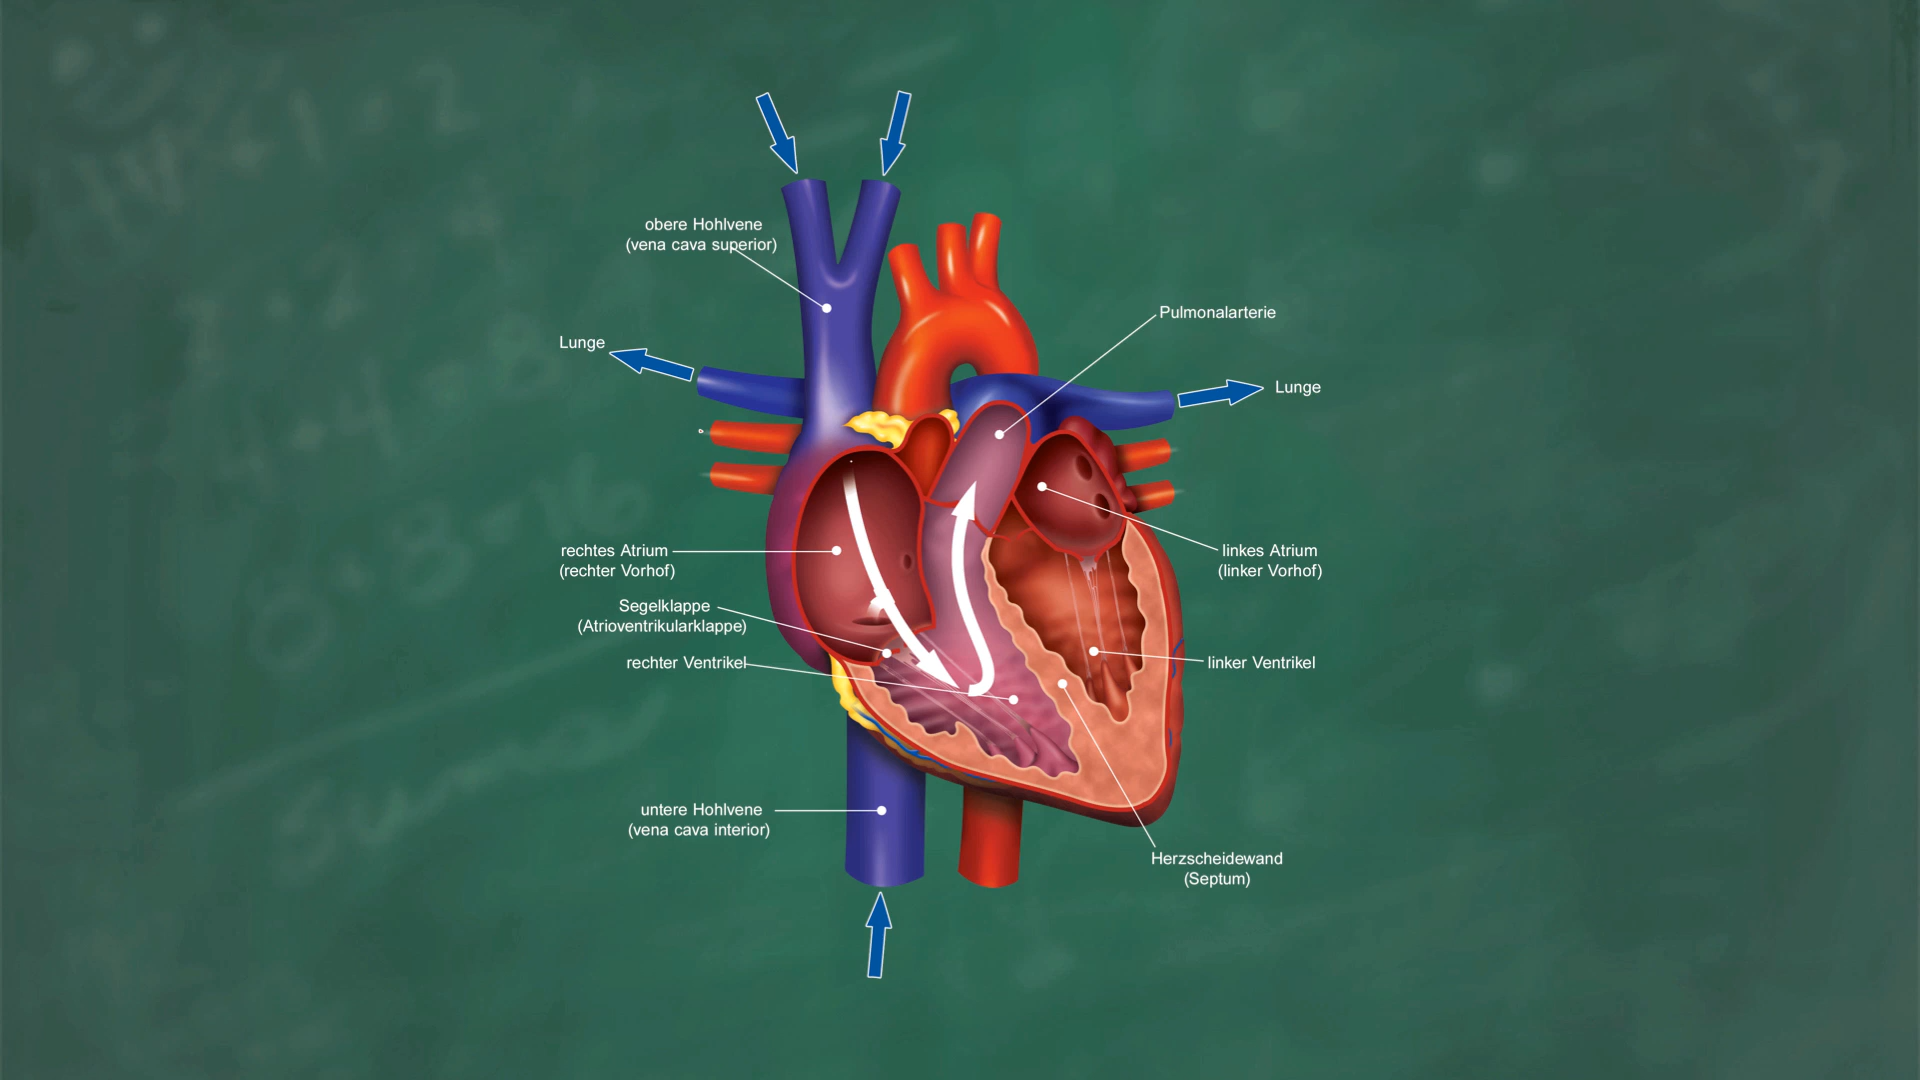 obere Hohlvene
(vena cava superior)
Pulmonalarterie
Lunge
Lunge
rechtes Atrium
(rechter Vorhof)
linkes Atrium
(linker Vorhof)
Segelklappe
(Atrioventrikularklappe)
rechter Ventrikel
linker Ventrikel
untere Hohlvene
(vena cava interior)
Herzscheidewand
(Septum)